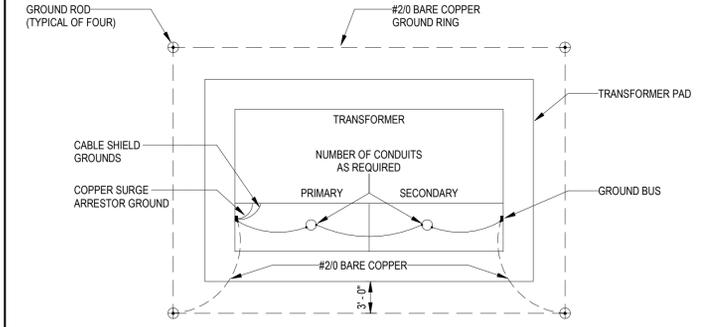 GROUND ROD
(TYPICAL OF FOUR)
#2/0 BARE COPPER
GROUND RING
TRANSFORMER PAD
TRANSFORMER
CABLE SHIELD
GROUNDS
NUMBER OF CONDUITS
AS REQUIRED
COPPER SURGE
ARRESTOR GROUND
PRIMARY
SECONDARY
GROUND BUS
#2/0 BARE COPPER
3' - 0"